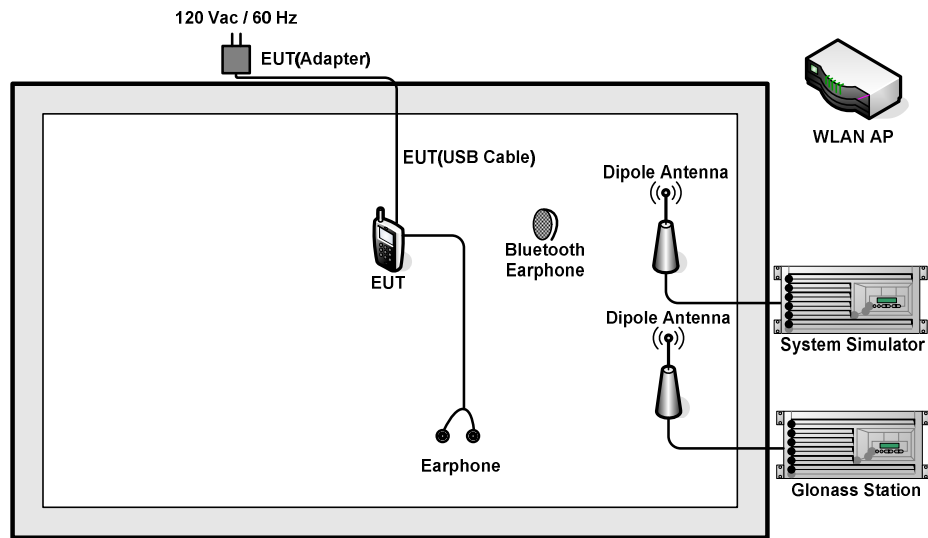 120 Vac / 60 Hz
EUT(Adapter)
WLAN AP
EUT(USB Cable)
Dipole Antenna
Bluetooth
Earphone
EUT
Dipole Antenna
System Simulator
Earphone
Glonass Station